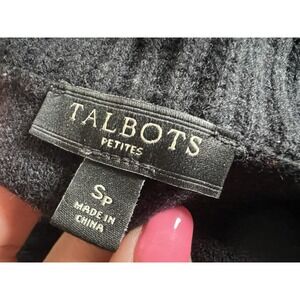 TALBOTS
PETITES
SP
MADE IN
CHINA